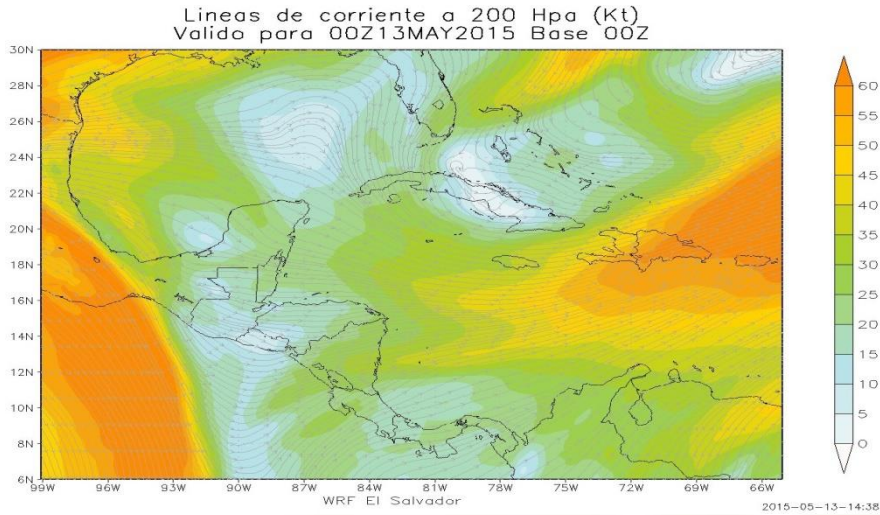 Lineas de corriente a 200 Hpa (Kt)
Valido para 00Z13MAY2015 Base 00Z
30N
28N
26N
24N
22N
20N
18N
16N
14N
12N
10N
8N
6N
99W 96W 93W 90W 87W 84W 81W 78W 75W 72W 69W 66W
WRF El Salvador
60
55
50
45
40
35
30
25
20
15
10
5
0
2015-05-13-14:38